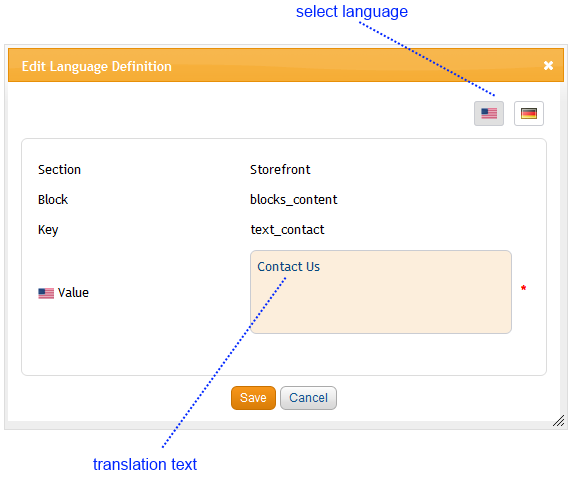 select language
Edit Language Definition
Section Storefront
Block blocks_content
Key text_contact
Value Contact Us *
Save Cancel
translation text